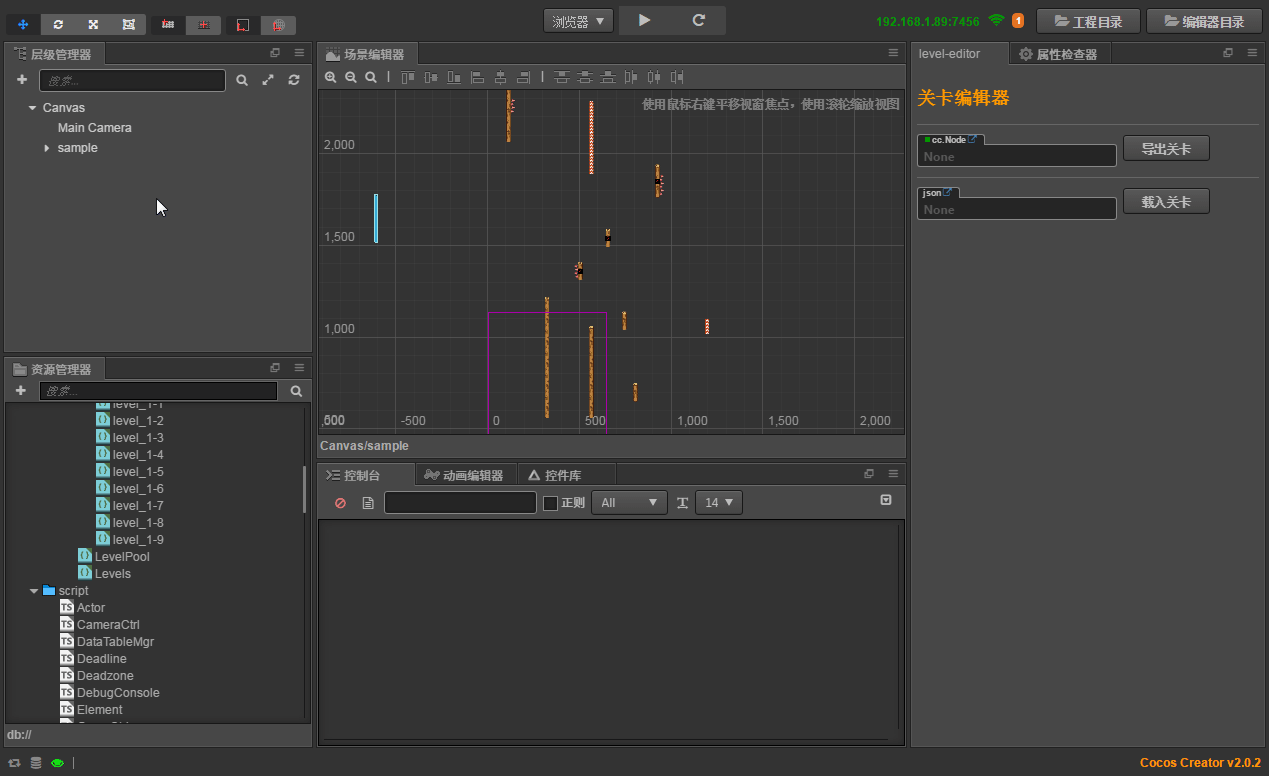 浏览器
192.168.1.89:7456
1
工程目录
编辑器目录
层级管理器
搜索...
Canvas
Main Camera
sample
资源管理器
搜索...
level_1-1
level_1-2
level_1-3
level_1-4
level_1-5
level_1-6
level_1-7
level_1-8
level_1-9
LevelPool
Levels
script
Actor
CameraCtrl
DataTableMgr
Deadline
Deadzone
DebugConsole
Element
db://
场景编辑器
使用鼠标右键平移视窗焦点，使用滚轮缩放视图
2,000
1,500
1,000
-500
0
500
1,000
1,500
2,000
Canvas/sample
控制台
动画编辑器
控件库
正则
All
14
level-editor
属性检查器
关卡编辑器
cc.Node
None
导出关卡
json
None
载入关卡
Cocos Creator v2.0.2